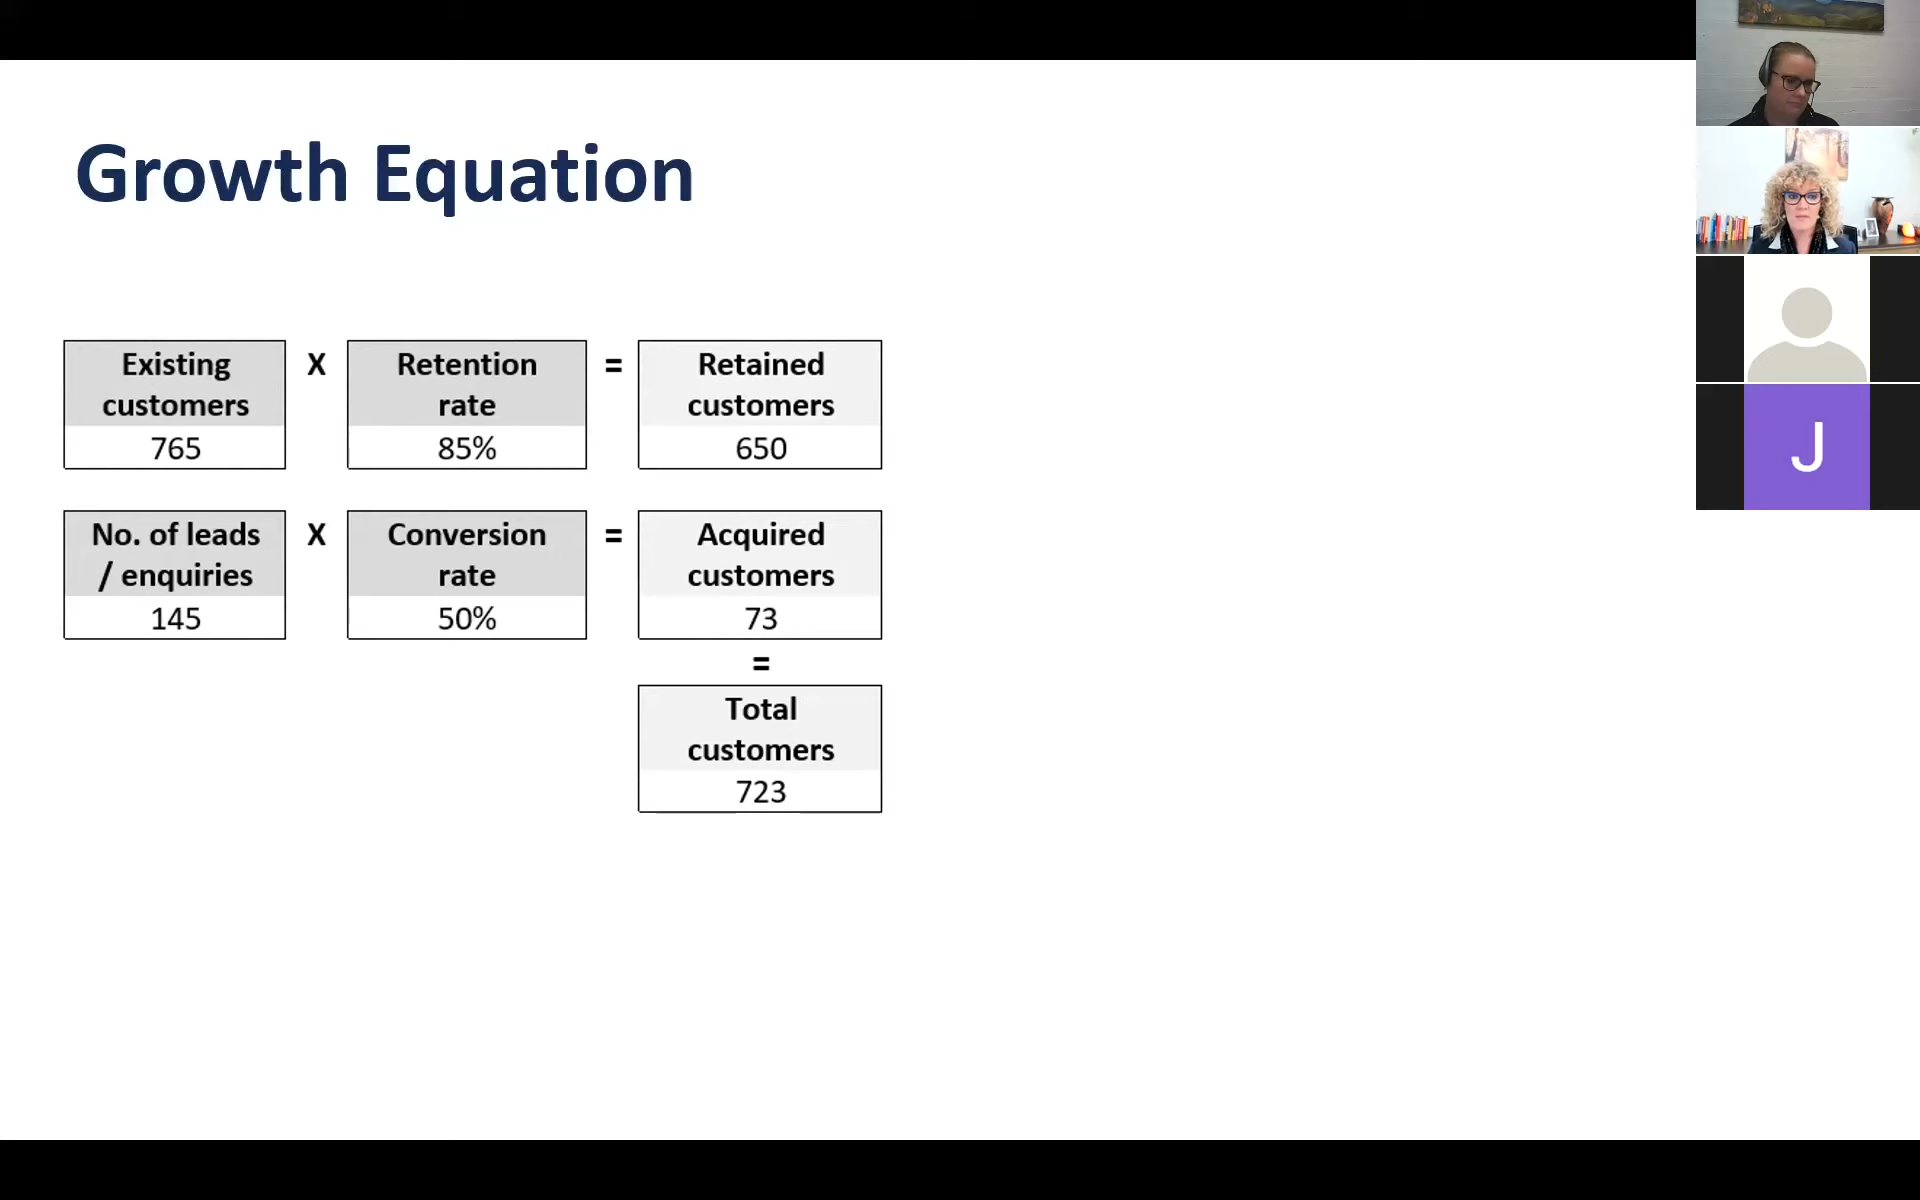 Growth Equation
Existing customers X Retention rate = Retained customers
765 85% 650
No. of leads / enquiries X Conversion rate = Acquired customers
145 50% 73
=
Total customers
723
J